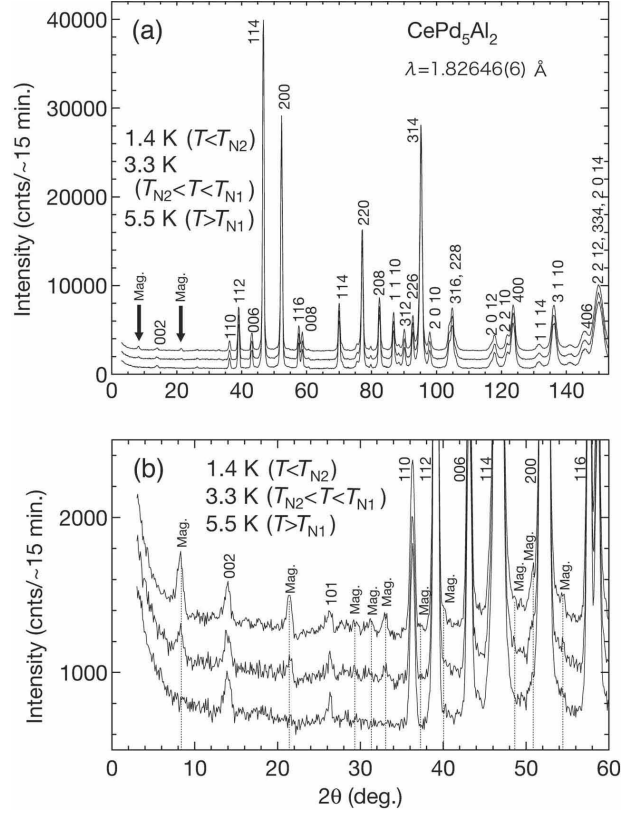 (a)
CePd5Al2
λ=1.82646(6) Å
1.4 K (T<TN2)
3.3 K
(TN2<T<TN1)
5.5 K (T>TN1)
Intensity (cnts/~15 min.)
40000
30000
20000
10000
0
Mag.
002
Mag.
110
112
006
114
200
116
008
114
220
208
1 1 10
312
226
314
2 0 10
316, 228
2 0 12
2 2 10
400
1 1 14
3 1 10
406
2 2 12, 334, 2 0 14
0 20 40 60 80 100 120 140
(b)
1.4 K (T<TN2)
3.3 K (TN2<T<TN1)
5.5 K (T>TN1)
Intensity (cnts/~15 min.)
2000
1000
Mag.
002
Mag.
101
Mag.
Mag.
Mag.
110
Mag.
112
Mag.
006
114
Mag.
200
Mag.
Mag.
116
0 10 20 30 40 50 60
2θ (deg.)